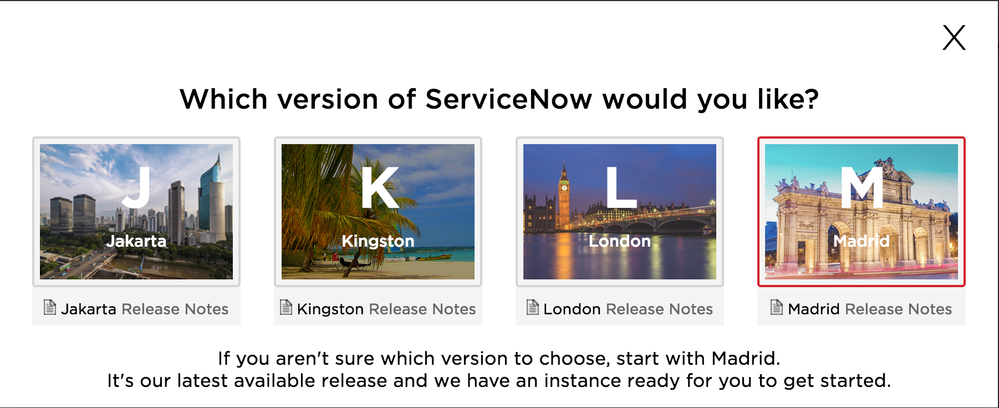 X
Which version of ServiceNow would you like?
J
Jakarta
K
Kingston
L
London
M
Madrid
Jakarta Release Notes
Kingston Release Notes
London Release Notes
Madrid Release Notes
If you aren't sure which version to choose, start with Madrid.
It's our latest available release and we have an instance ready for you to get started.